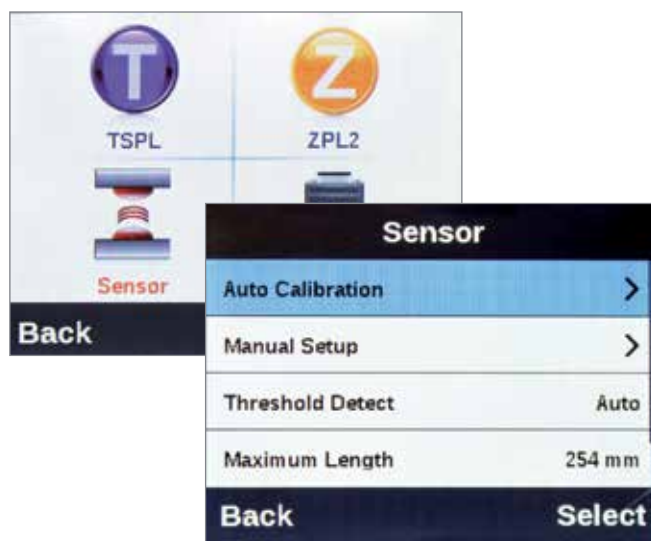 T
Z
TSPL
ZPL2
Sensor
Back
Sensor
Auto Calibration >
Manual Setup >
Threshold Detect Auto
Maximum Length 254 mm
Back Select